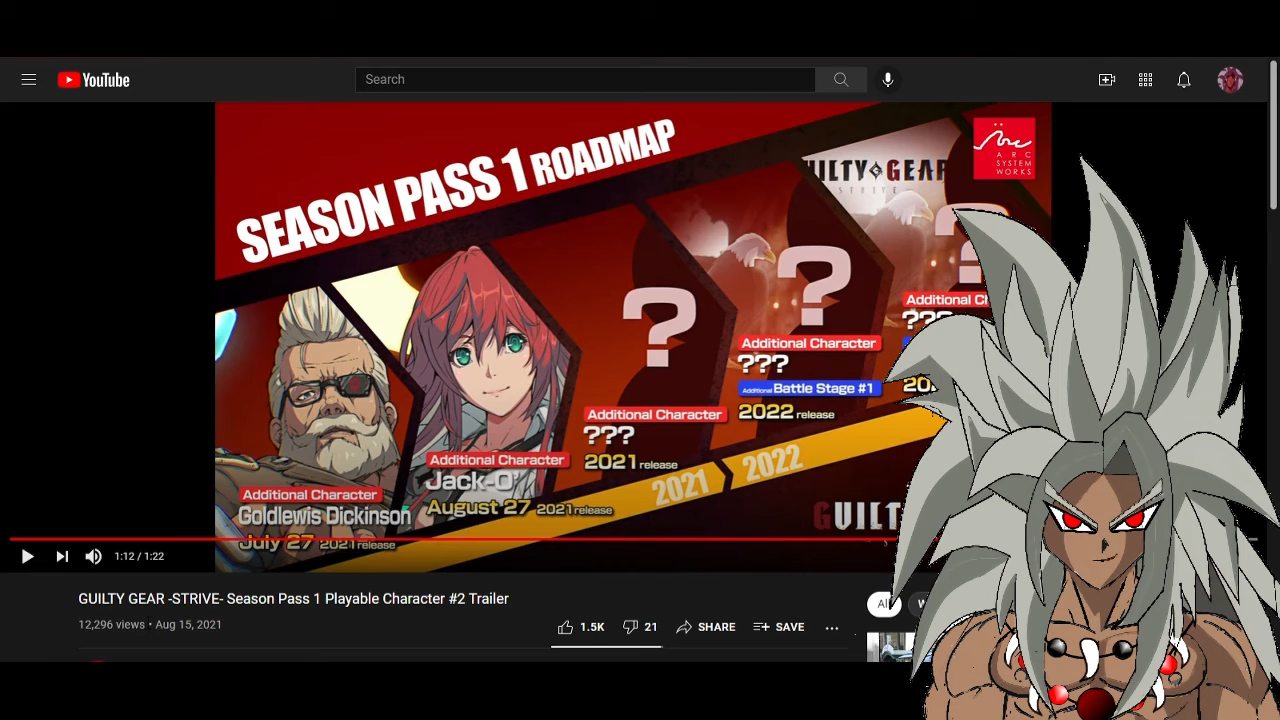 YouTube
Search
SEASON PASS 1 ROADMAP
ARC
SYSTEM
WORKS
GUILTY GEAR
STRIVE
Additional Character
Goldlewis Dickinson
July 27 2021 release
Additional Character
Jack-O'
August 27 2021 release
Additional Character
???
2021 release
Additional Character
???
Additional Battle Stage #1
2022 release
Additional Ch
???
20
2021
2022
GUILT
1:12 / 1:22
GUILTY GEAR -STRIVE- Season Pass 1 Playable Character #2 Trailer
12,296 views • Aug 15, 2021
1.5K
21
SHARE
SAVE
All
W